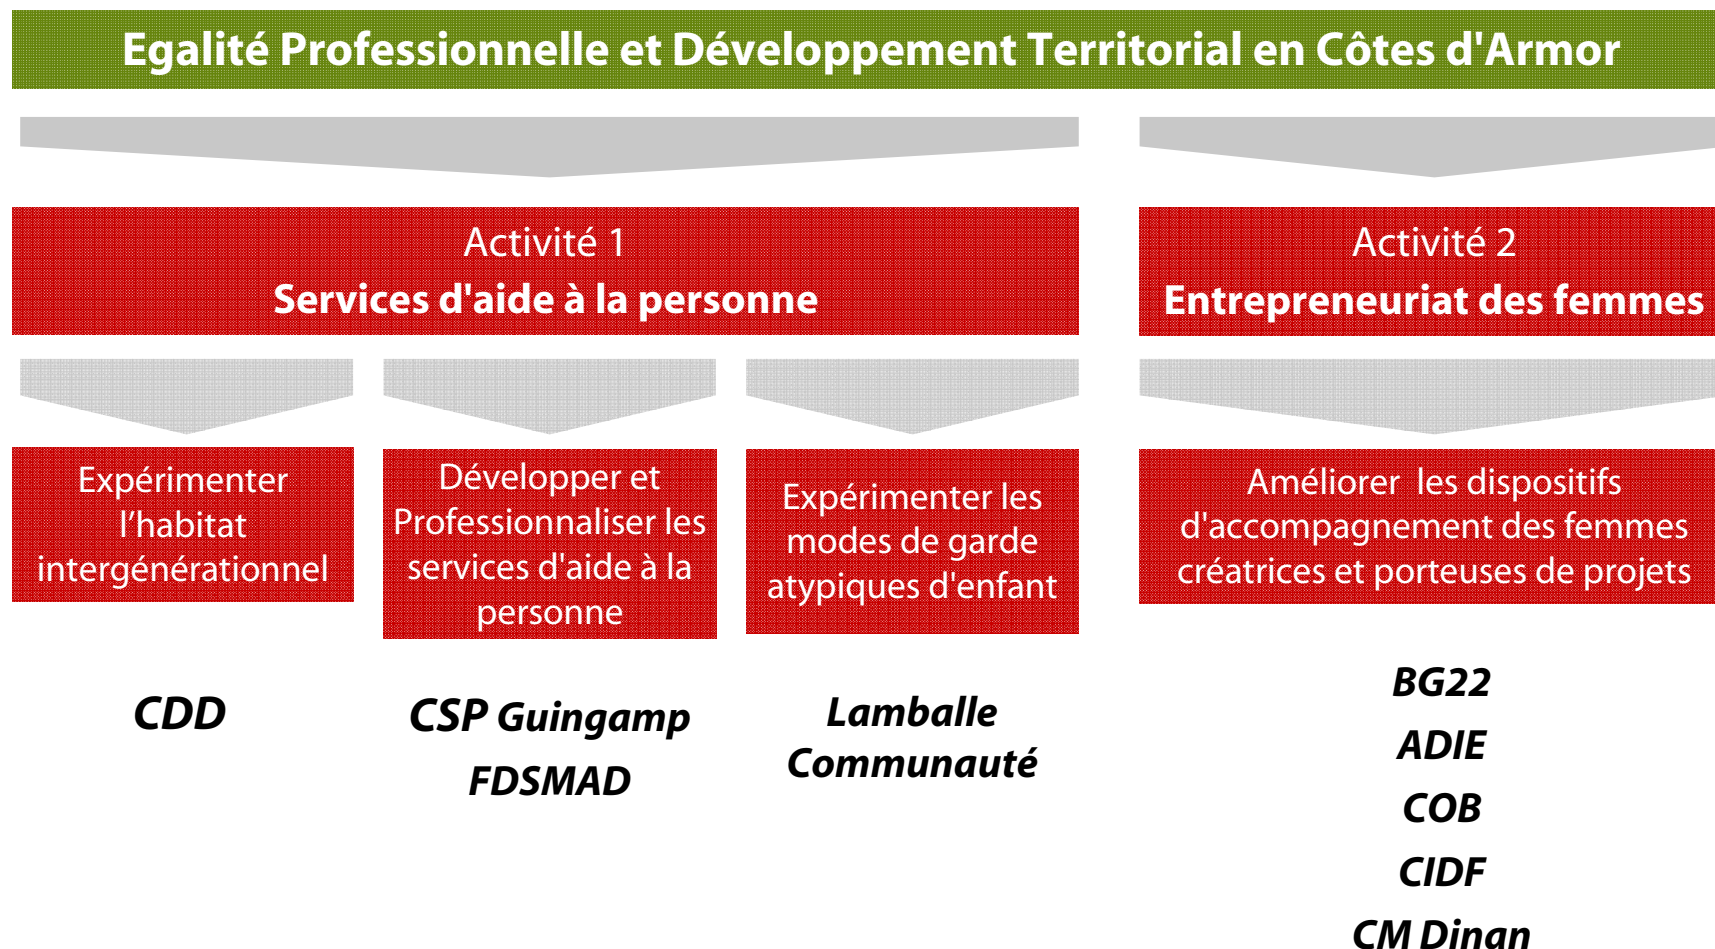 Egalité Professionnelle et Développement Territorial en Côtes d'Armor
Activité 1
Services d'aide à la personne
Activité 2
Entrepreneuriat des femmes
Expérimenter
l’habitat
intergénérationnel
Développer et
Professionnaliser les
services d'aide à la
personne
Expérimenter les
modes de garde
atypiques d'enfant
Améliorer les dispositifs
d'accompagnement des femmes
créatrices et porteuses de projets
CDD
CSP Guingamp
FDSMAD
Lamballe
Communauté
BG22
ADIE
COB
CIDF
CM Dinan